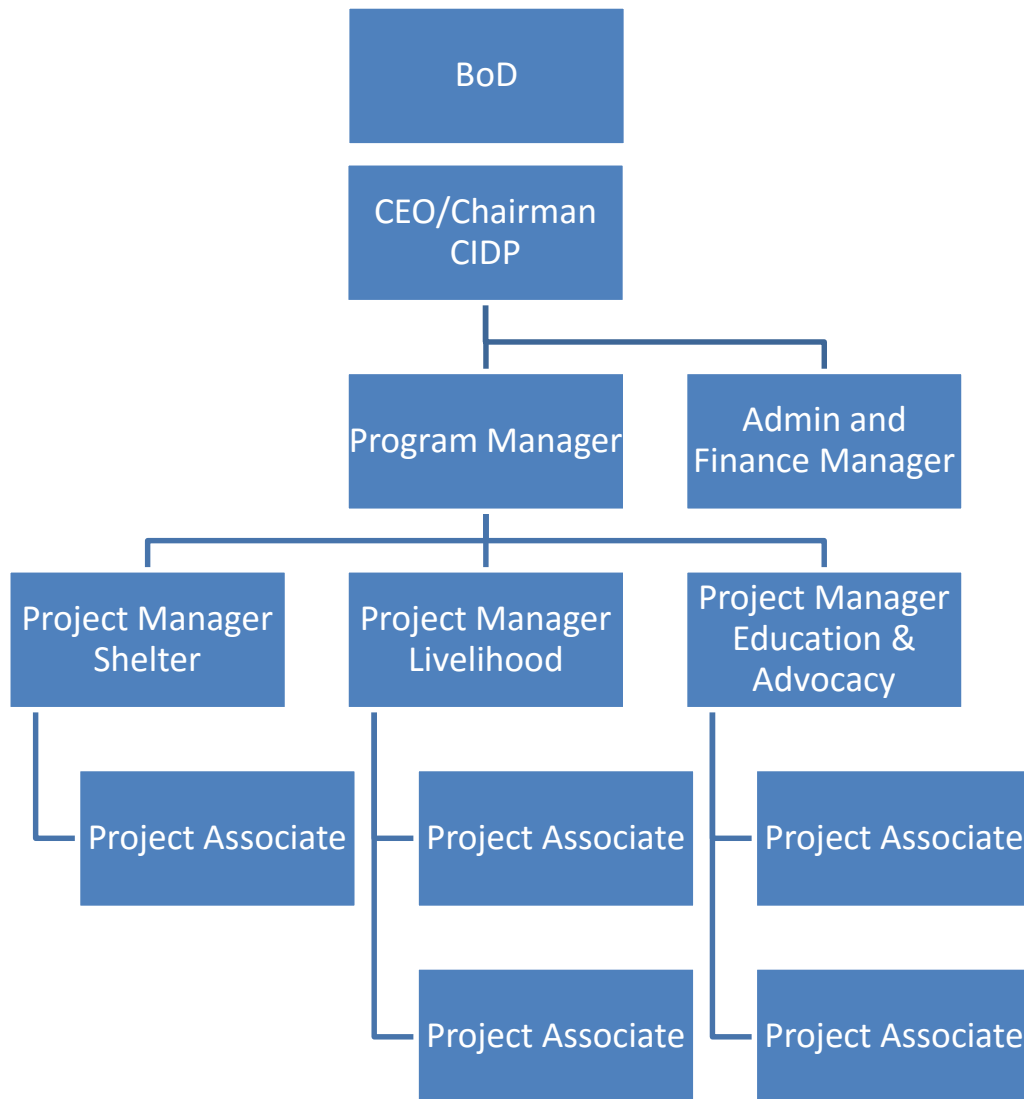 BoD
CEO/Chairman
CIDP
Program Manager
Admin and
Finance Manager
Project Manager
Shelter
Project Manager
Livelihood
Project Manager
Education &
Advocacy
Project Associate
Project Associate
Project Associate
Project Associate
Project Associate